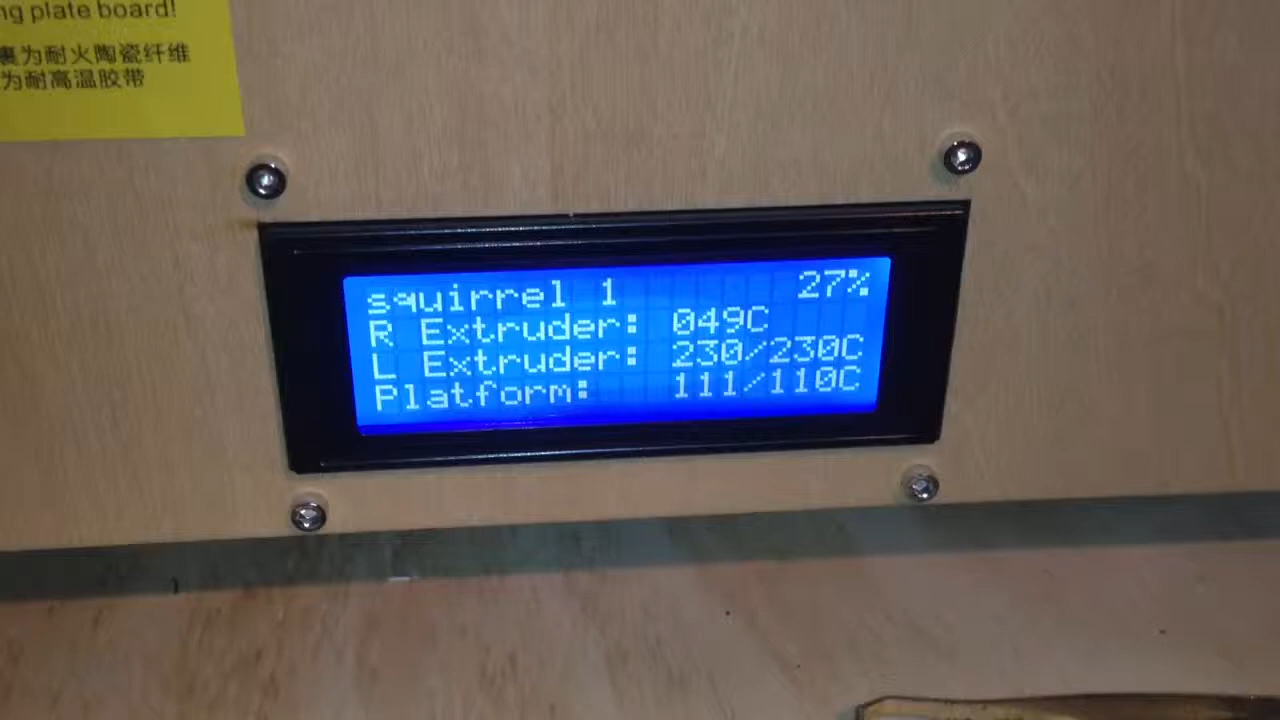 ng plate board!
裹为耐火陶瓷纤维
为耐高温胶带
squirrel 1 27%
R Extruder: 049C
L Extruder: 230/230C
Platform: 111/110C